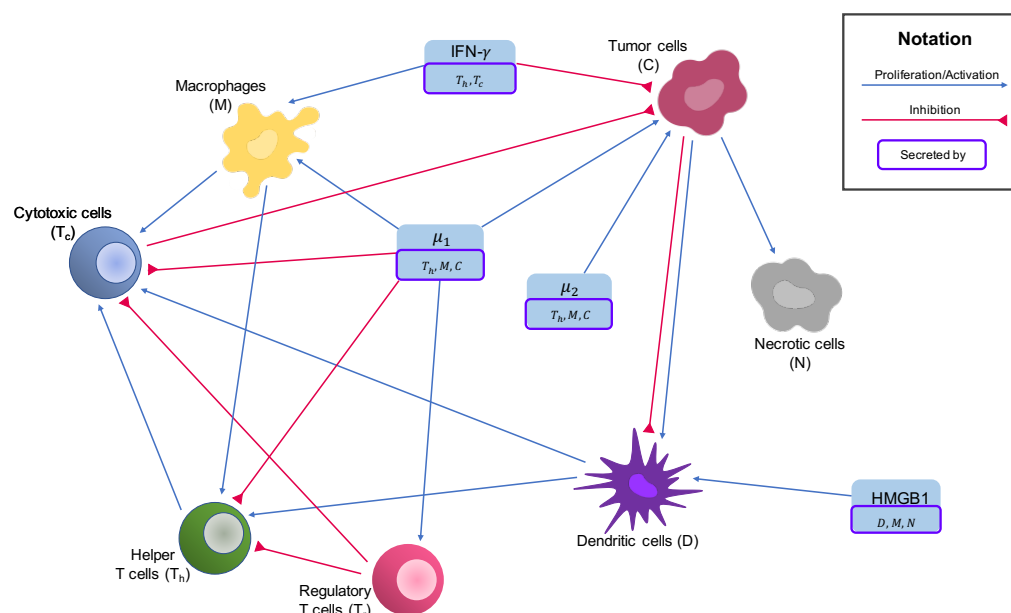 IFN-γ
T_h, T_c
Tumor cells
(C)
Notation
Proliferation/Activation
Inhibition
Secreted by
Macrophages
(M)
Cytotoxic cells
(T_c)
μ_1
T_h, M, C
μ_2
T_h, M, C
Necrotic cells
(N)
HMGB1
D, M, N
Dendritic cells (D)
Helper
T cells (T_h)
Regulatory
T cells